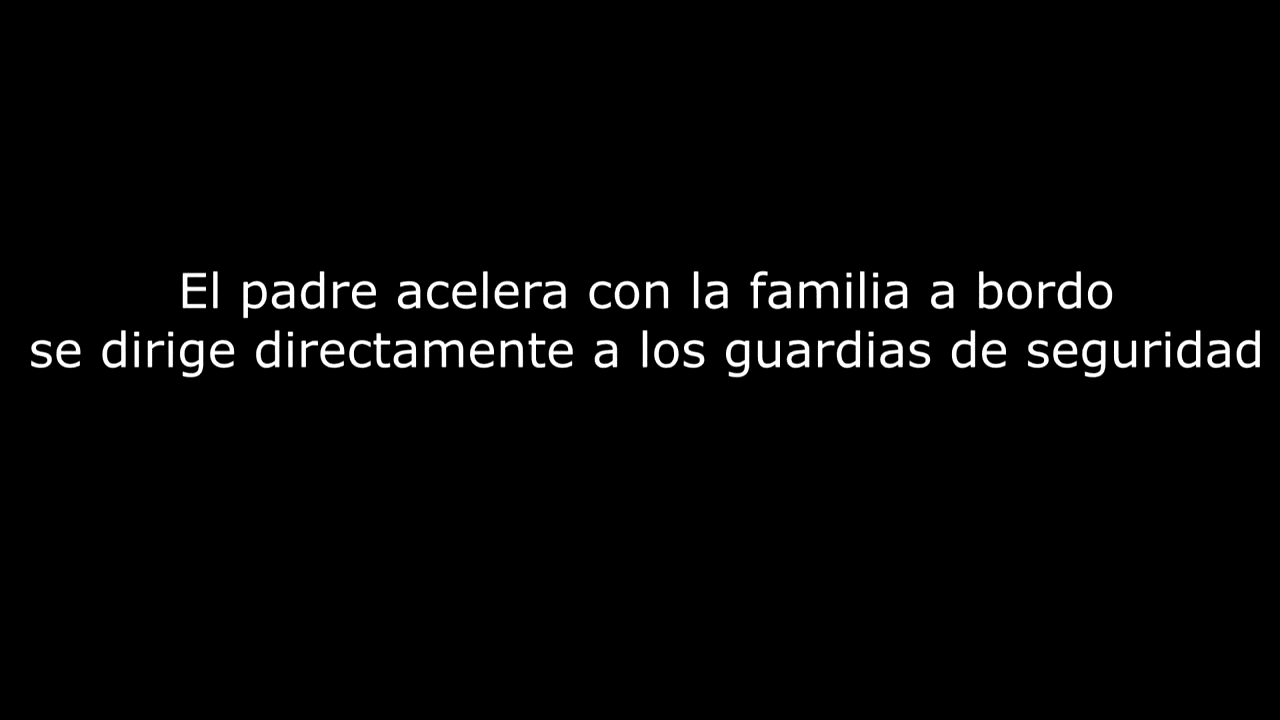 El padre acelera con la familia a bordo
se dirige directamente a los guardias de seguridad